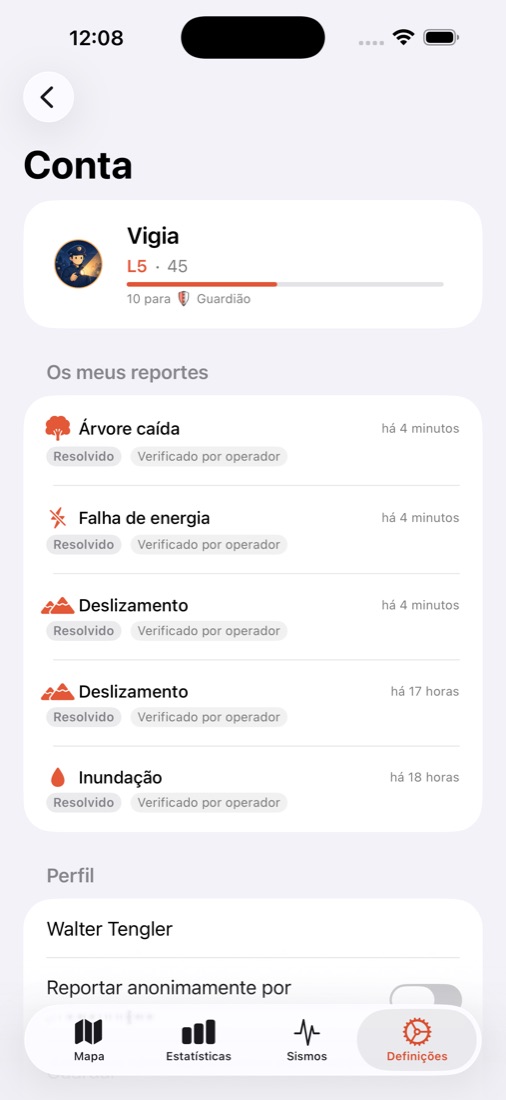 12:08
Conta
Vigia
L5 · 45
10 para Guardião
Os meus reportes
Árvore caída há 4 minutos
Resolvido Verificado por operador
Falha de energia há 4 minutos
Resolvido Verificado por operador
Deslizamento há 4 minutos
Resolvido Verificado por operador
Deslizamento há 17 horas
Resolvido Verificado por operador
Inundação há 18 horas
Resolvido Verificado por operador
Perfil
Walter Tengler
Reportar anonimamente por
Mapa Estatísticas Sismos Definições